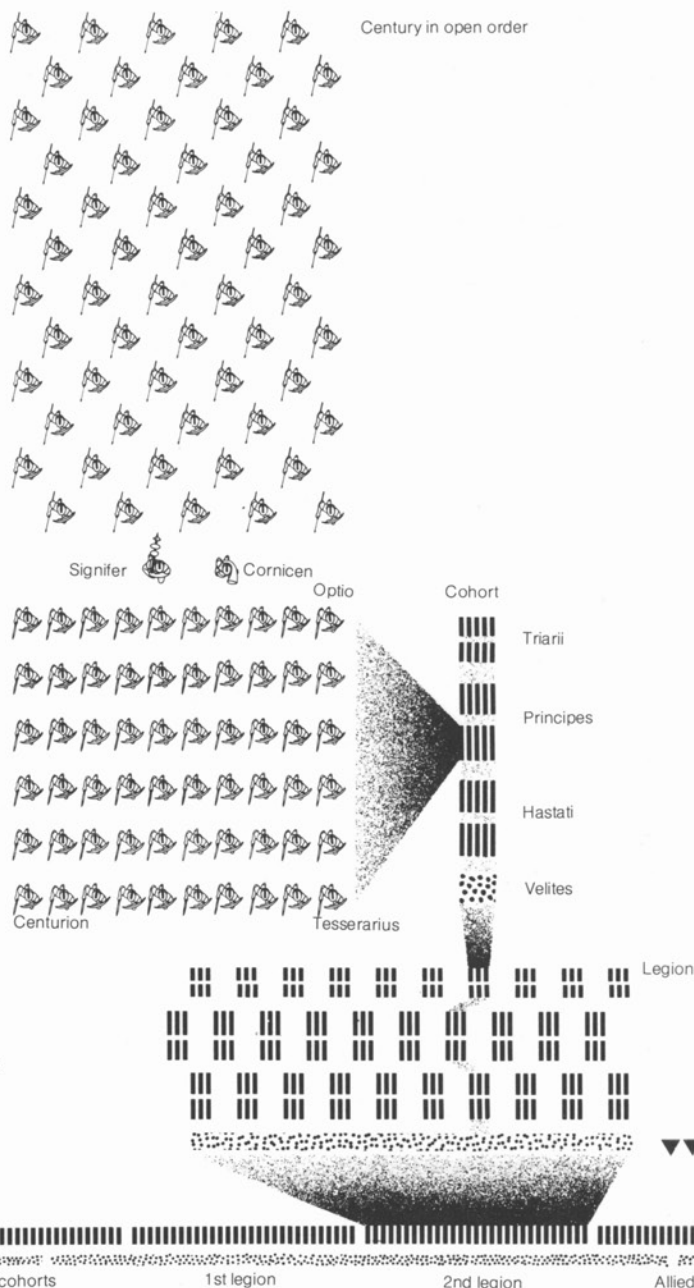 Century in open order
Signifer
Cornicen
Optio
Cohort
Triarii
Principes
Hastati
Velites
Centurion
Tesserarius
Legion
cohorts
1st legion
2nd legion
Allied